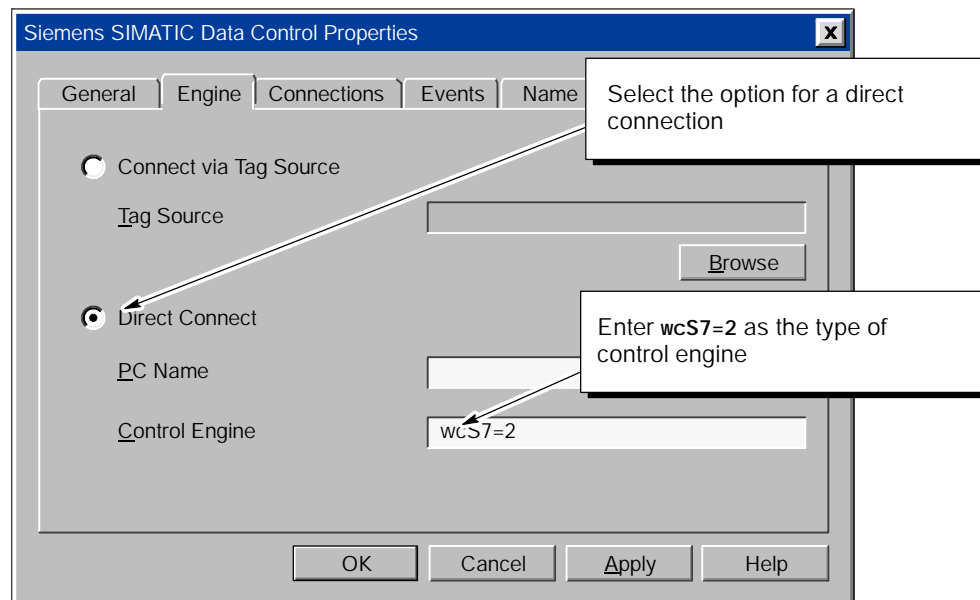 Siemens SIMATIC Data Control Properties
x
General Engine Connections Events Name
Select the option for a direct
connection
Connect via Tag Source
Tag Source
Browse
Direct Connect
Enter wcS7=2 as the type of
control engine
PC Name
Control Engine
wcS7=2
OK Cancel Apply Help